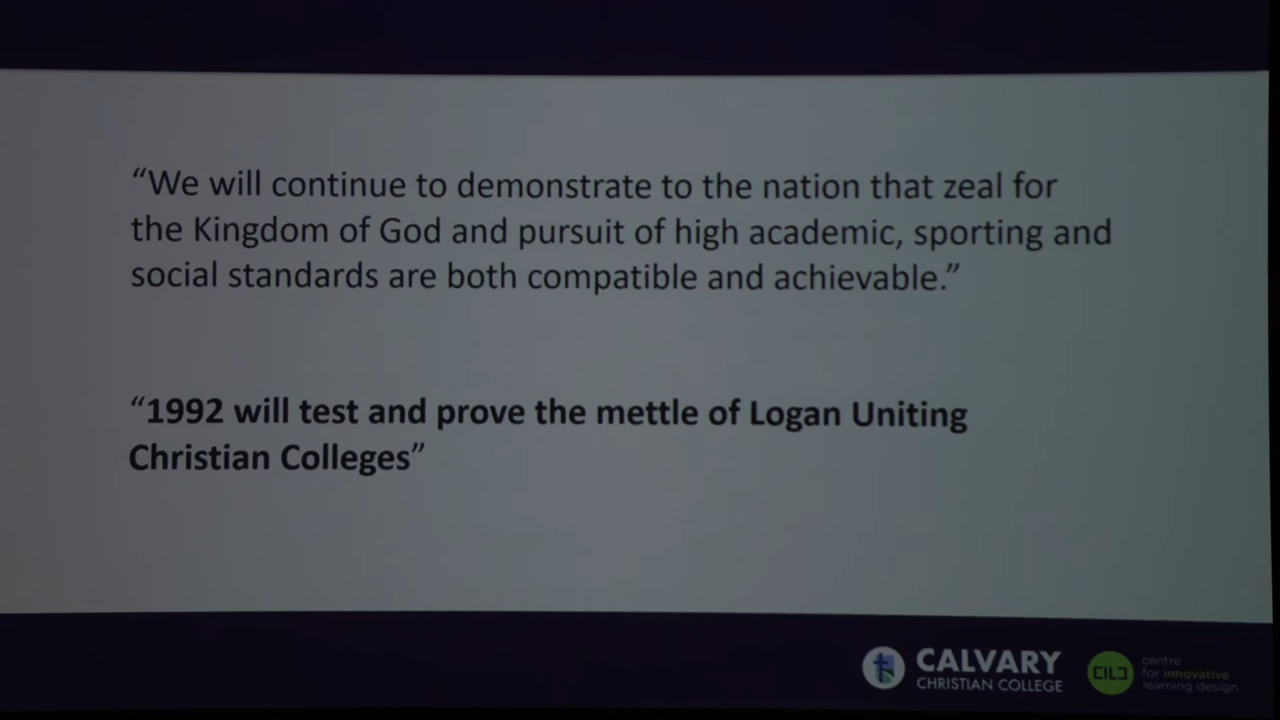 “We will continue to demonstrate to the nation that zeal for
the Kingdom of God and pursuit of high academic, sporting and
social standards are both compatible and achievable.”
“1992 will test and prove the mettle of Logan Uniting
Christian Colleges”
CALVARY
CHRISTIAN COLLEGE
CILD
centre
for innovative
learning design